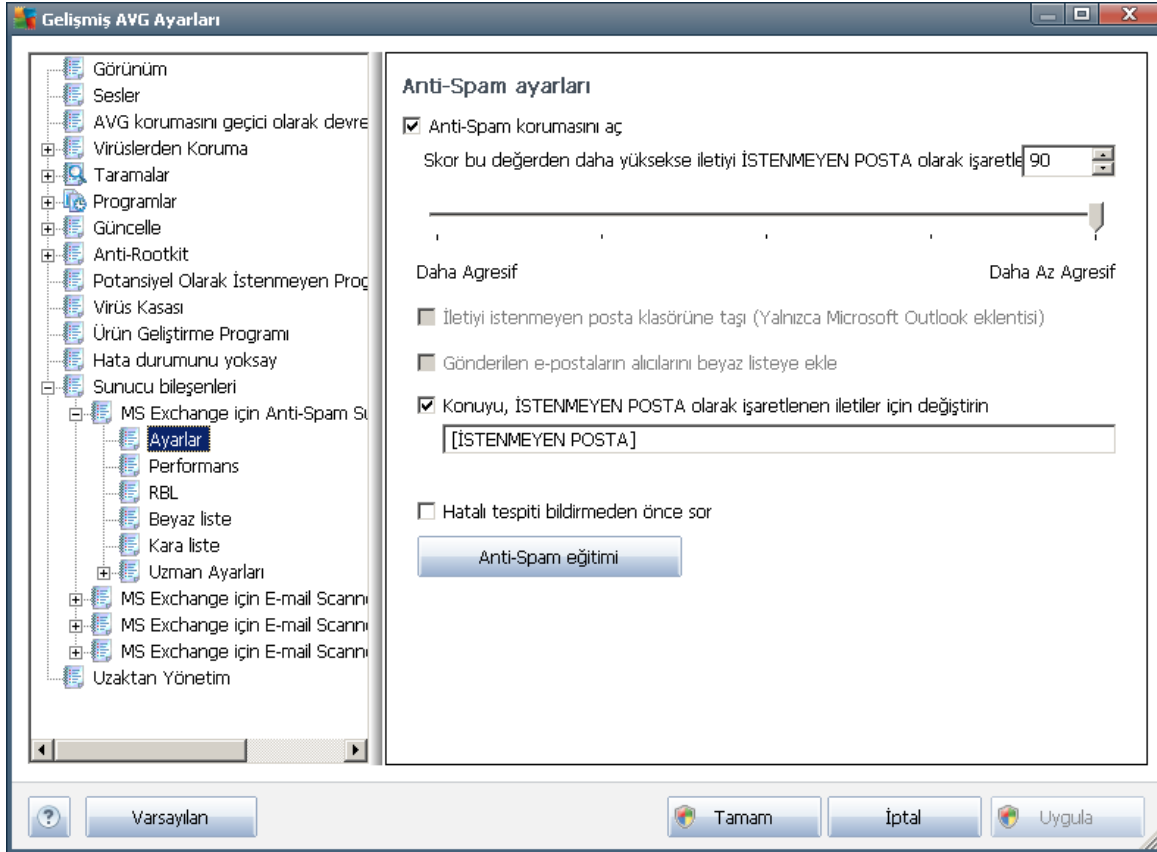 Gelişmiş AVG Ayarları
Görünüm
Sesler
AVG korumasını geçici olarak devre
Virüslerden Koruma
Taramalar
Programlar
Güncelle
Anti-Rootkit
Potansiyel Olarak İstenmeyen Prog
Virüs Kasası
Ürün Geliştirme Programı
Hata durumunu yoksay
Sunucu bileşenleri
MS Exchange için Anti-Spam Su
Ayarlar
Performans
RBL
Beyaz liste
Kara liste
Uzman Ayarları
MS Exchange için E-mail Scann
MS Exchange için E-mail Scann
MS Exchange için E-mail Scann
Uzaktan Yönetim
Anti-Spam ayarları
Anti-Spam korumasını aç
Skor bu değerden daha yüksekse iletiyi İSTENMEYEN POSTA olarak işaretle 90
Daha Agresif Daha Az Agresif
İletiyi istenmeyen posta klasörüne taşı (Yalnızca Microsoft Outlook eklentisi)
Gönderilen e-postaların alıcılarını beyaz listeye ekle
Konuyu, İSTENMEYEN POSTA olarak işaretlenen iletiler için değiştirin
[İSTENMEYEN POSTA]
Hatalı tespiti bildirmeden önce sor
Anti-Spam eğitimi
? Varsayılan Tamam İptal Uygula